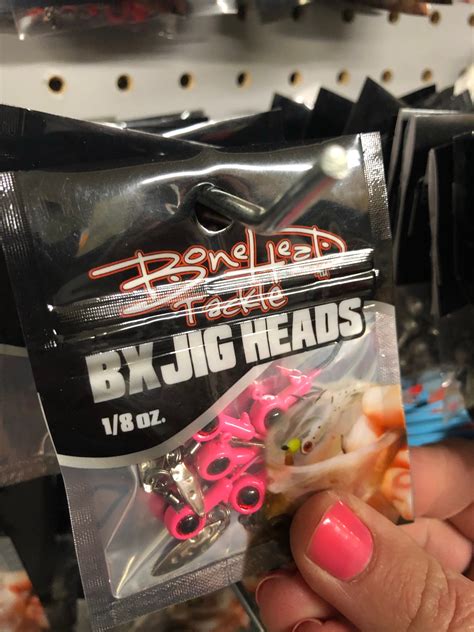 BoneHead
Tackle
BX JIG HEADS
1/8 oz.